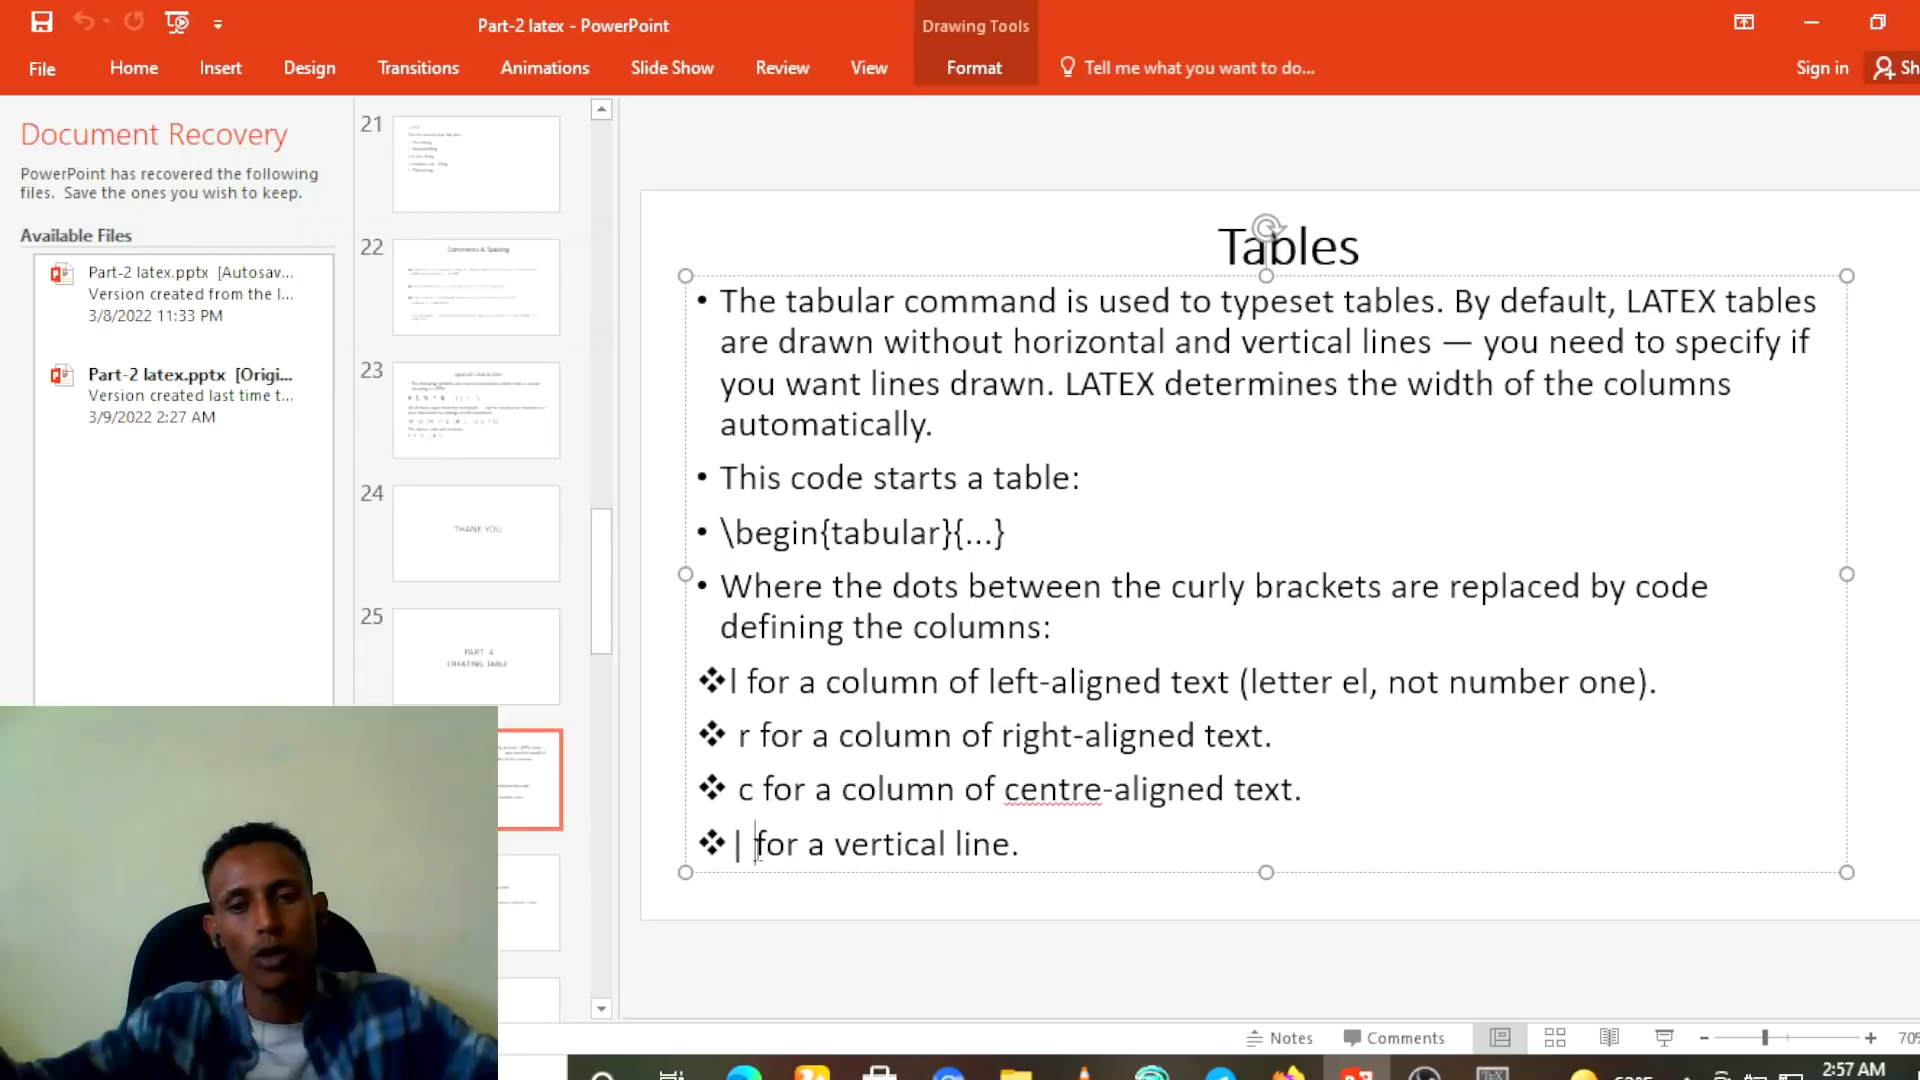 Part-2 latex - PowerPoint
Drawing Tools
File
Home
Insert
Design
Transitions
Animations
Slide Show
Review
View
Format
Tell me what you want to do...
Sign in
Sh
Document Recovery
PowerPoint has recovered the following
files. Save the ones you wish to keep.
Available Files
Part-2 latex.pptx [Autosav...
Version created from the l...
3/8/2022 11:33 PM
Part-2 latex.pptx [Origi...
Version created last time t...
3/9/2022 2:27 AM
21
22
Comments & Spacing
23
24
THANK YOU
25
PART 4
CREATING TABLE
Tables
• The tabular command is used to typeset tables. By default, LATEX tables
are drawn without horizontal and vertical lines — you need to specify if
you want lines drawn. LATEX determines the width of the columns
automatically.
• This code starts a table:
• \begin{tabular}{...}
• Where the dots between the curly brackets are replaced by code
defining the columns:
❖l for a column of left-aligned text (letter el, not number one).
❖ r for a column of right-aligned text.
❖ c for a column of centre-aligned text.
❖| for a vertical line.
Notes
Comments
70%
2:57 AM